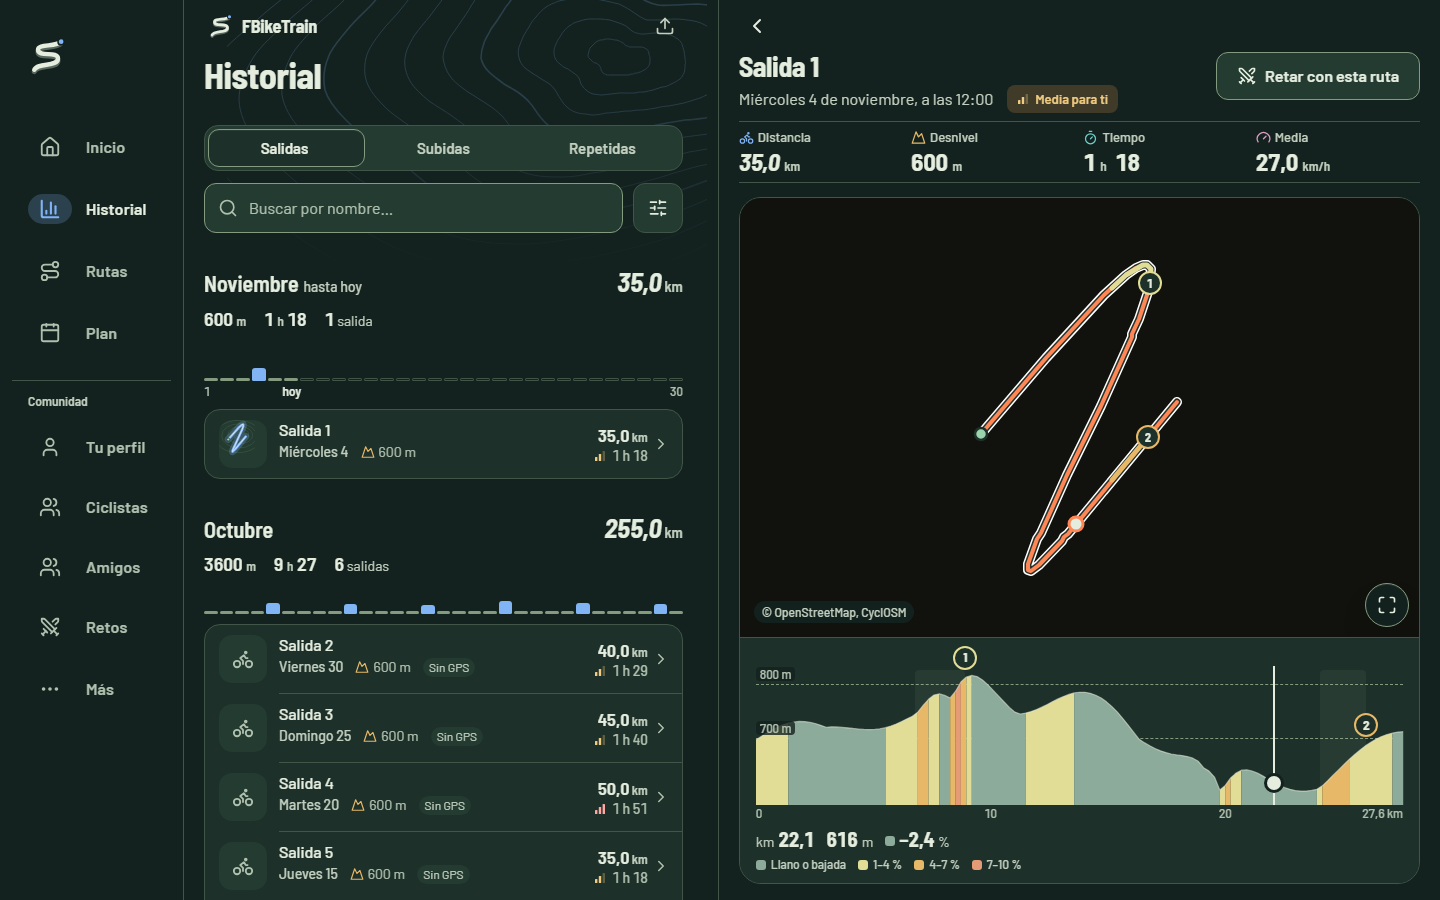 FBikeTrain
Historial
Inicio
Historial
Rutas
Plan
Comunidad
Tu perfil
Ciclistas
Amigos
Retos
Más
Salidas
Subidas
Repetidas
Buscar por nombre...
Noviembre hasta hoy
35,0 km
600 m 1 h 18 1 salida
1
hoy
30
Salida 1
Miércoles 4 600 m
35,0 km
1 h 18
Octubre
255,0 km
3600 m 9 h 27 6 salidas
Salida 2
Viernes 30 600 m Sin GPS
40,0 km
1 h 29
Salida 3
Domingo 25 600 m Sin GPS
45,0 km
1 h 40
Salida 4
Martes 20 600 m Sin GPS
50,0 km
1 h 51
Salida 5
Jueves 15 600 m Sin GPS
35,0 km
1 h 18
Salida 1
Miércoles 4 de noviembre, a las 12:00
Media para ti
Retar con esta ruta
Distancia
35,0 km
Desnivel
600 m
Tiempo
1 h 18
Media
27,0 km/h
1
2
© OpenStreetMap, CyclOSM
1
800 m
700 m
2
0
10
20
27,6 km
km 22,1 616 m −2,4 %
Llano o bajada 1-4 % 4-7 % 7-10 %